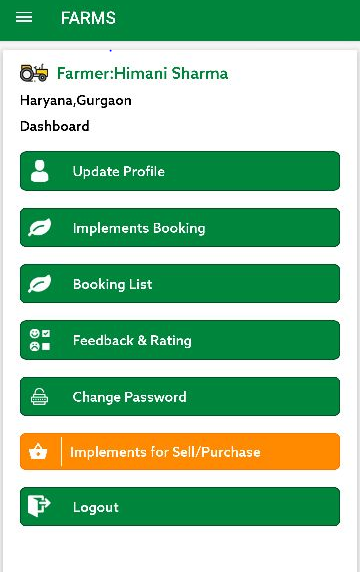 FARMS
Farmer:Himani Sharma
Haryana,Gurgaon
Dashboard
Update Profile
Implements Booking
Booking List
Feedback & Rating
Change Password
Implements for Sell/Purchase
Logout